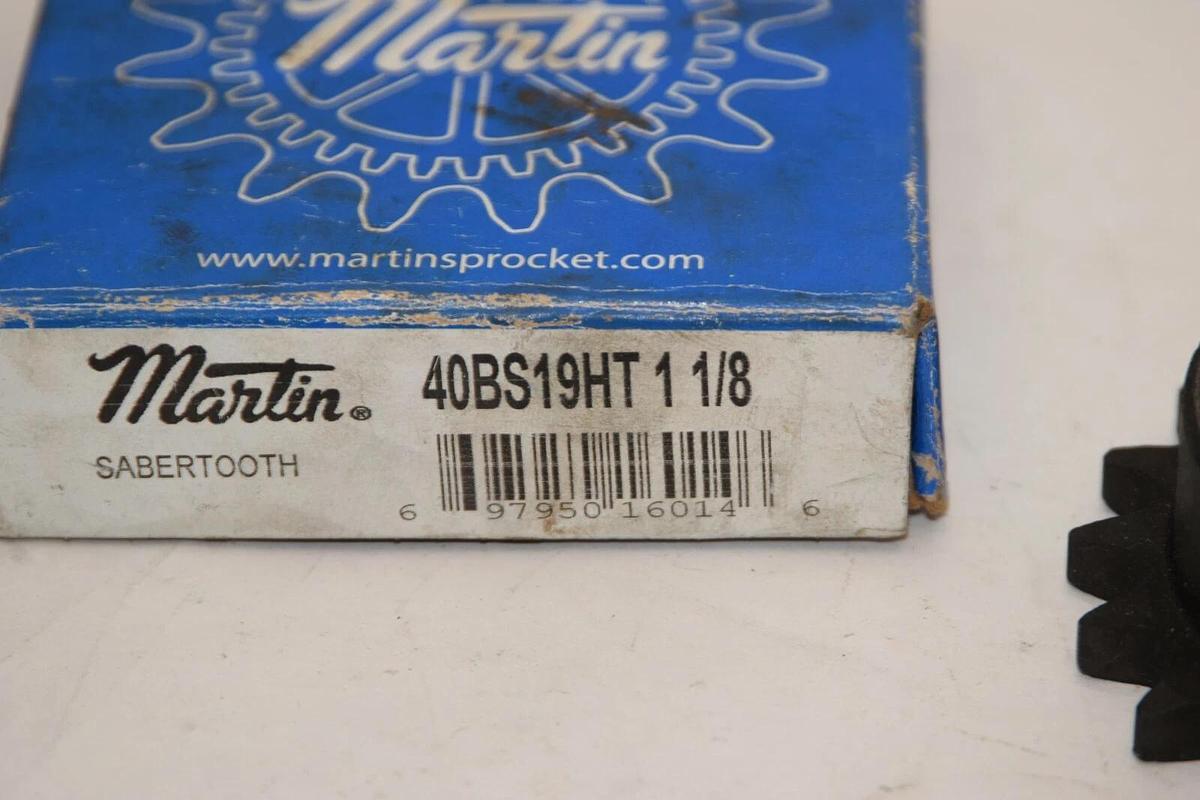 Martin
www.martinsprocket.com
Martin® 40BS19HT 1 1/8
SABERTOOTH
6 97950 16014 6